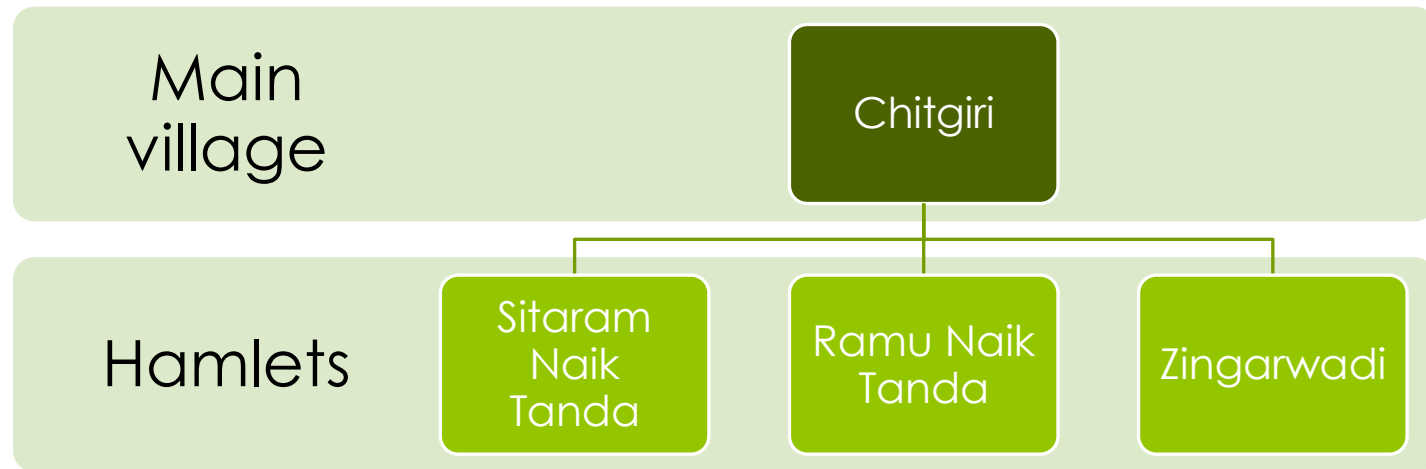 Main
village
Chitgiri
Hamlets
Sitaram
Naik
Tanda
Ramu Naik
Tanda
Zingarwadi